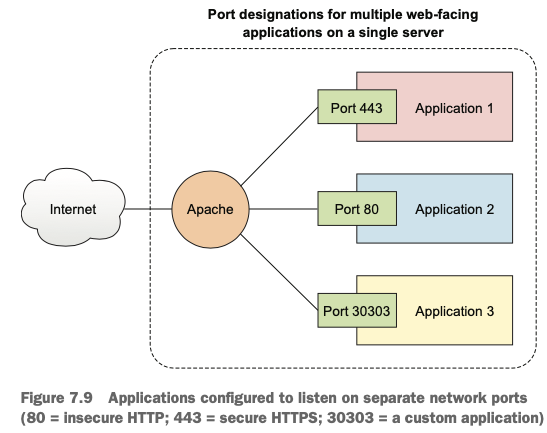 Port designations for multiple web-facing
applications on a single server
Port 443
Application 1
Internet
Apache
Port 80
Application 2
Port 30303
Application 3
Figure 7.9 Applications configured to listen on separate network ports
(80 = insecure HTTP; 443 = secure HTTPS; 30303 = a custom application)